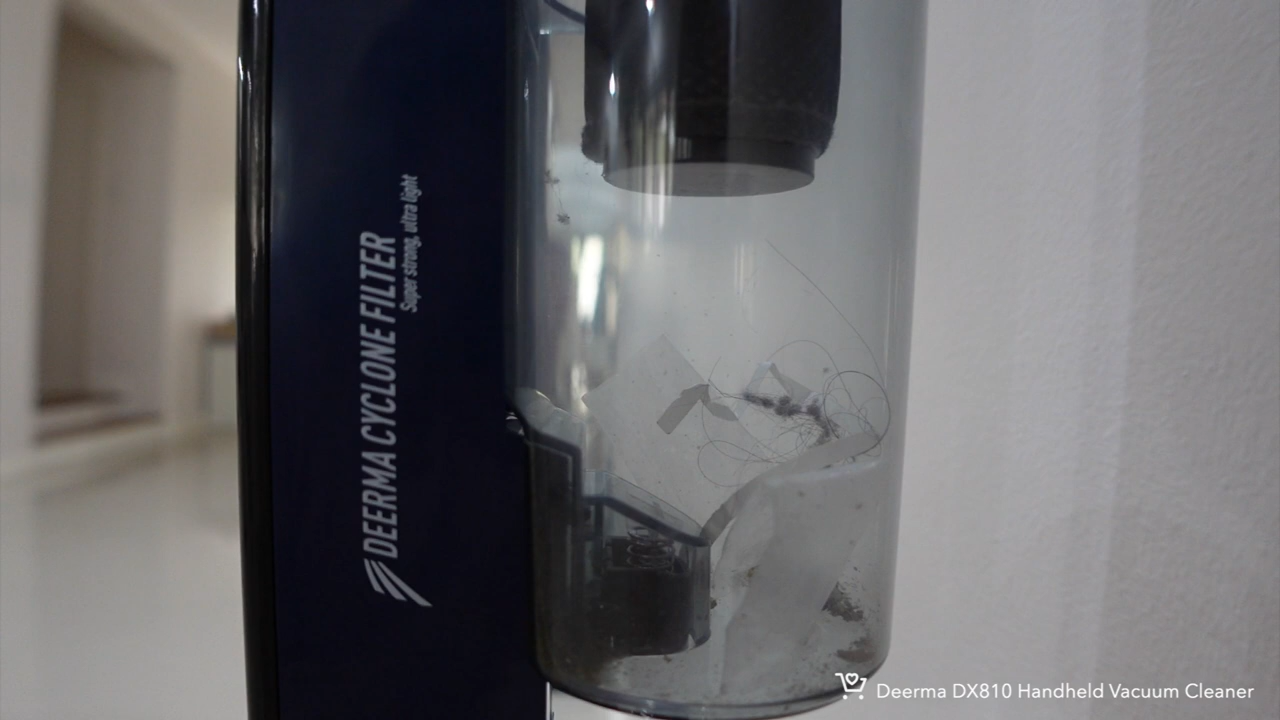 DEERMA CYCLONE FILTER
Super strong, ultra light
Deerma DX810 Handheld Vacuum Cleaner